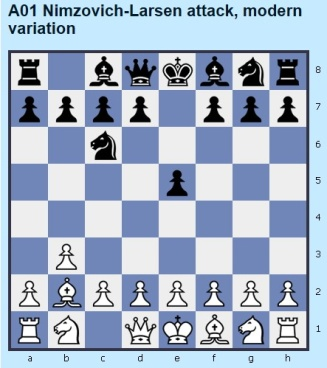 A01 Nimzovich-Larsen attack, modern
variation
8
7
6
5
4
3
2
1
a b c d e f g h